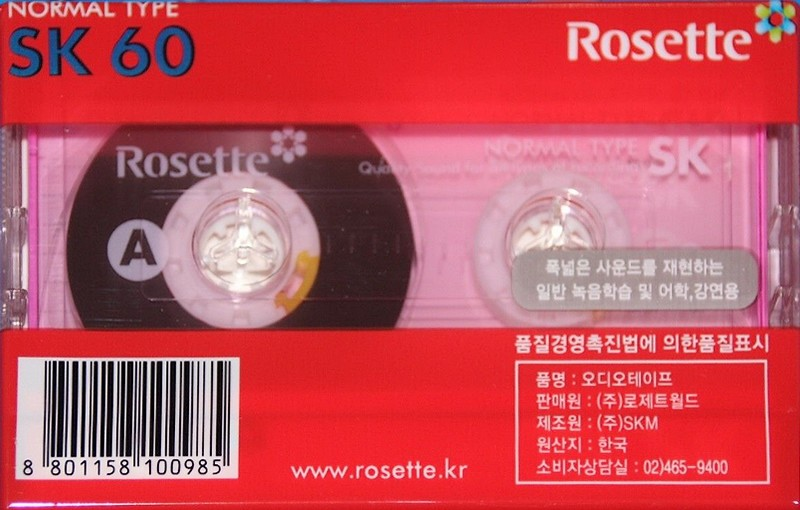 NORMAL TYPE
SK 60
Rosette
Rosette
NORMAL TYPE SK
Quality Sound for
A
폭넓은 사운드를 재현하는
일반 녹음학습 및 어학,강연용
품질경영촉진법에 의한품질표시
품명 : 오디오테이프
판매원 : (주)로제트월드
제조원 : (주)SKM
원산지 : 한국
소비자상담실 : 02)465-9400
8 801158 100985
www.rosette.kr